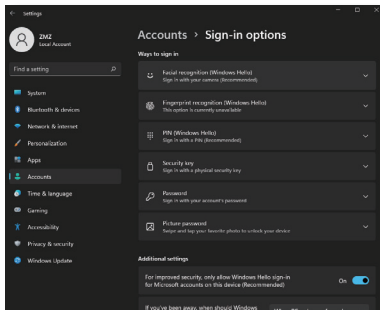 Settings
ZMZ
Local Account
Find a setting
System
Bluetooth & devices
Network & internet
Personalization
Apps
Accounts
Time & language
Gaming
Accessibility
Privacy & security
Windows Update
Accounts > Sign-in options
Ways to sign in
Facial recognition (Windows Hello)
Sign in with your camera (Recommended)
Fingerprint recognition (Windows Hello)
This option is currently unavailable
PIN (Windows Hello)
Sign in with a PIN (Recommended)
Security key
Sign in with a physical security key
Password
Sign in with your account's password
Picture password
Swipe and tap your favorite photo to unlock your device
Additional settings
For improved security, only allow Windows Hello sign-in
for Microsoft accounts on this device (Recommended)
On
If you've been away, when should Windows